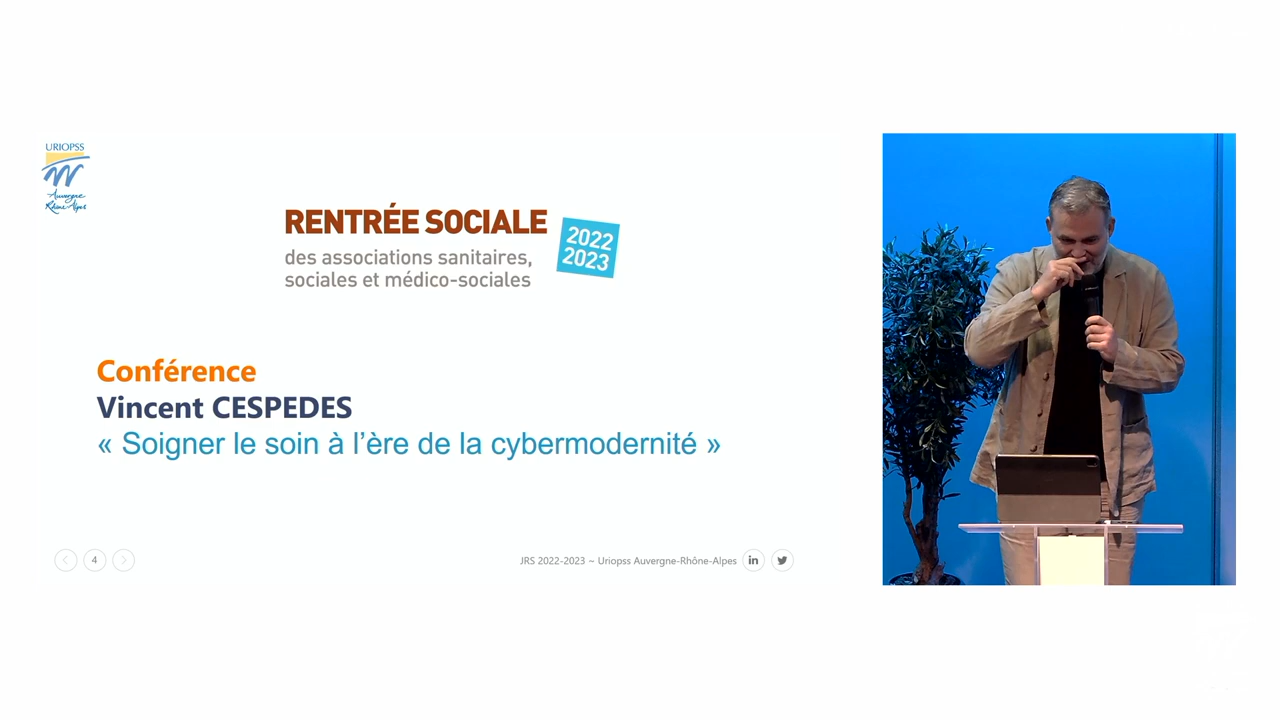 URIOPSS
Auvergne
Rhône-Alpes
RENTRÉE SOCIALE
2022
2023
des associations sanitaires,
sociales et médico-sociales
Conférence
Vincent CESPEDES
« Soigner le soin à l’ère de la cybermodernité »
4
JRS 2022-2023 ~ Uriopss Auvergne-Rhône-Alpes
in